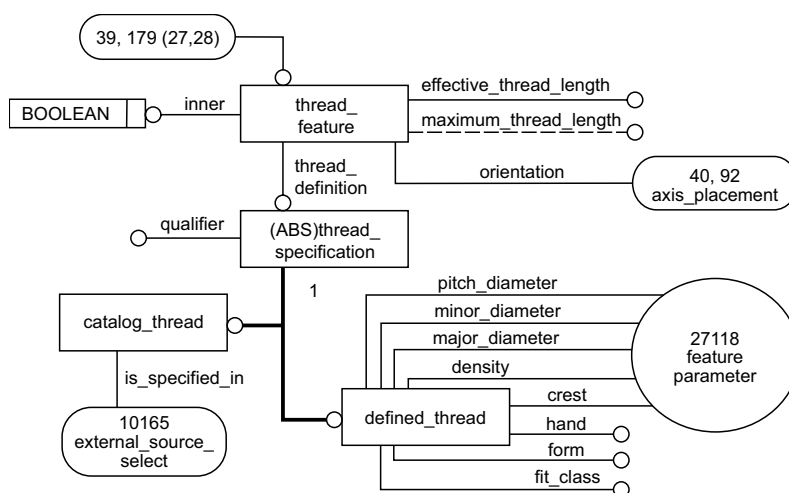 39, 179 (27,28)
BOOLEAN
inner
thread_
feature
effective_thread_length
maximum_thread_length
thread_
definition
orientation
40, 92
axis_placement
qualifier
(ABS)thread_
specification
1
catalog_thread
is_specified_in
10165
external_source_
select
pitch_diameter
minor_diameter
major_diameter
density
crest
27118
feature
parameter
defined_thread
hand
form
fit_class